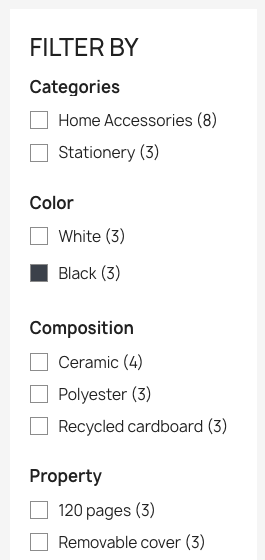 FILTER BY
Categories
Home Accessories (8)
Stationery (3)
Color
White (3)
Black (3)
Composition
Ceramic (4)
Polyester (3)
Recycled cardboard (3)
Property
120 pages (3)
Removable cover (3)